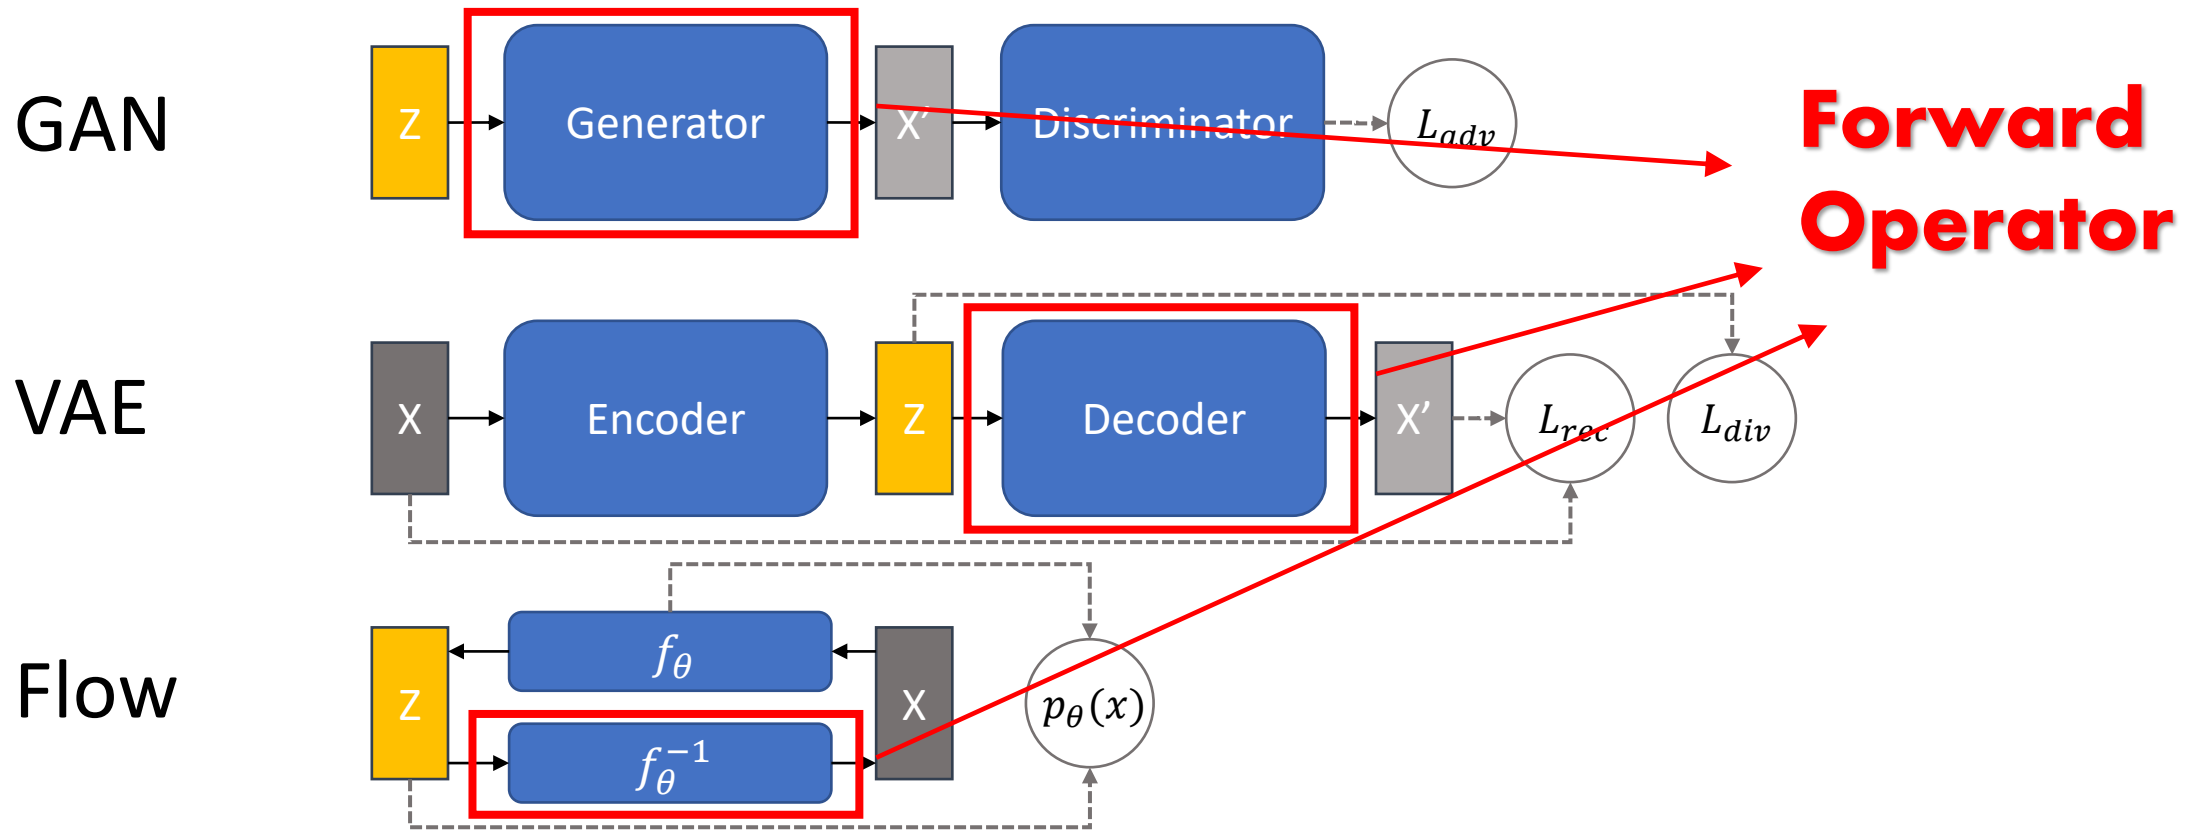 GAN
Z
Generator
X'
Discriminator
L_adv
Forward
Operator
VAE
X
Encoder
Z
Decoder
X'
L_rec
L_div
Flow
Z
f_θ
f_θ^{-1}
X
p_θ(x)